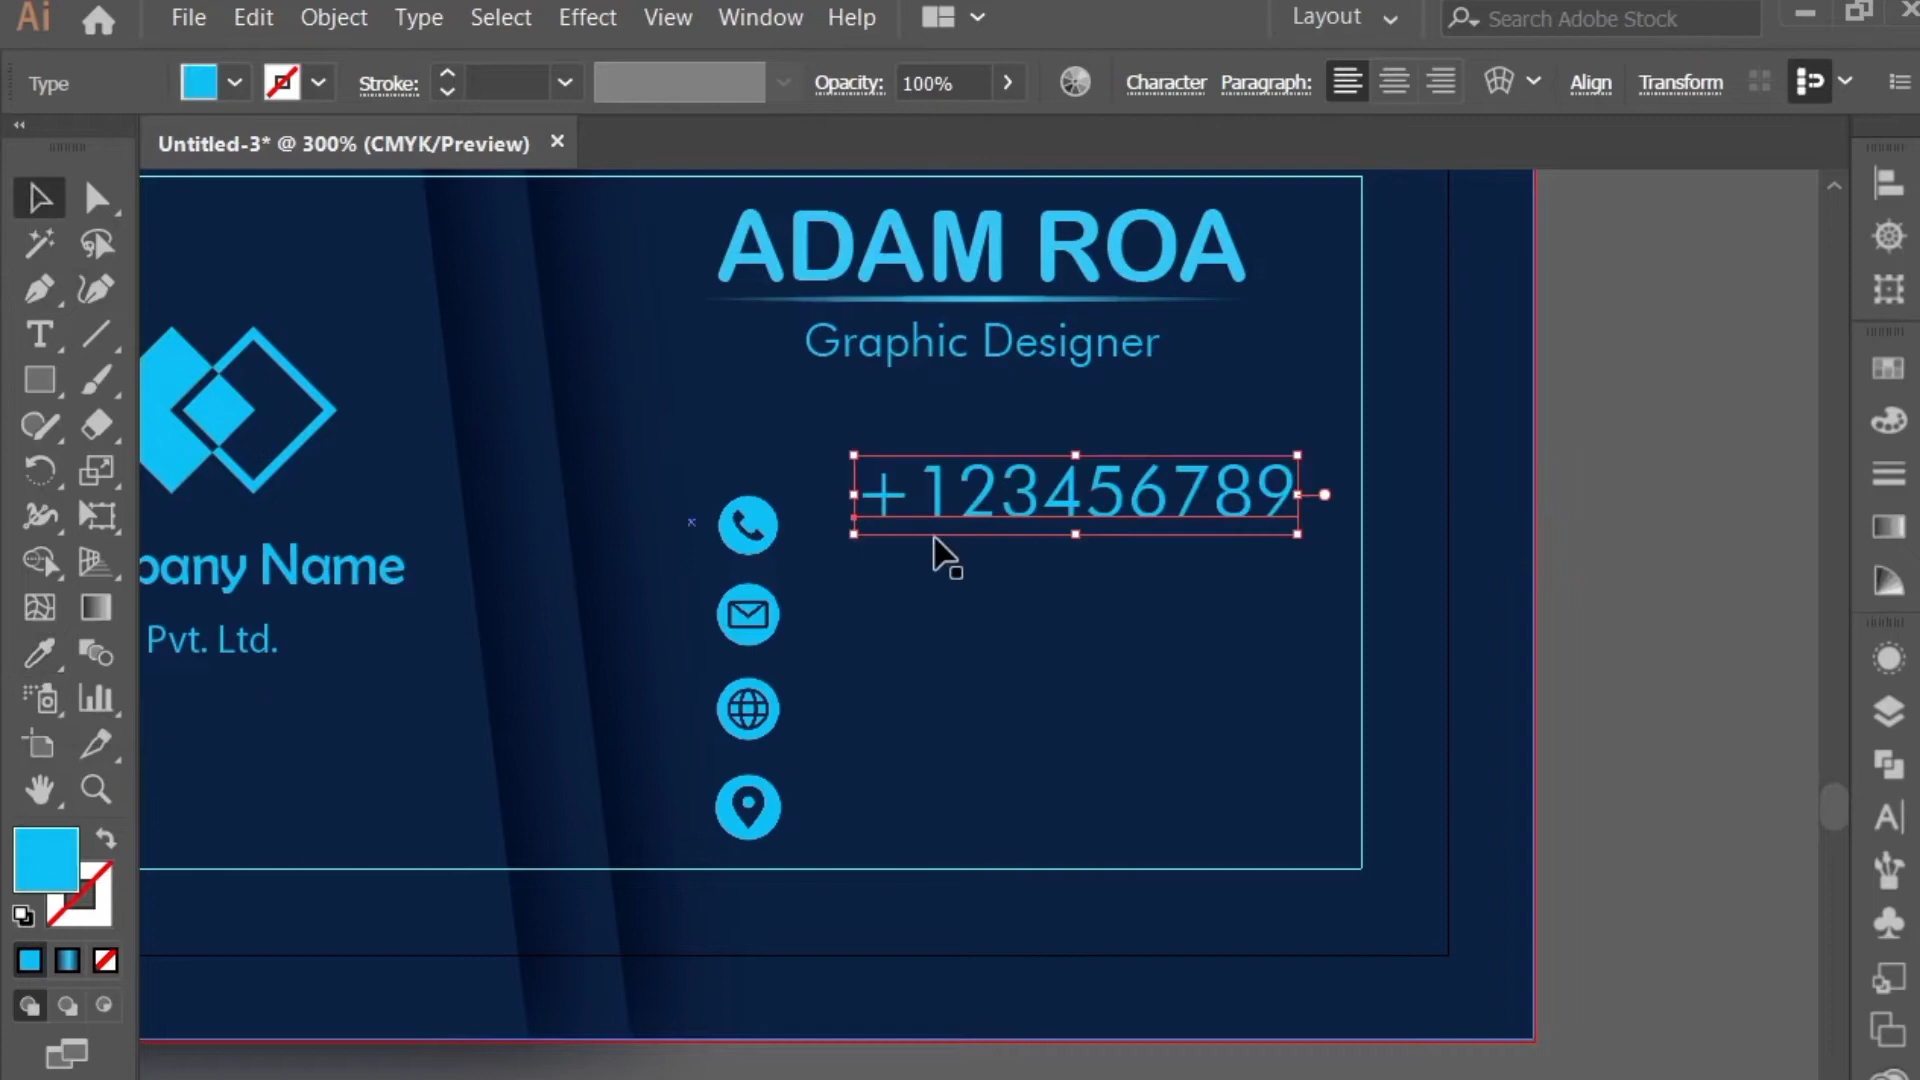 Ai File Edit Object Type Select Effect View Window Help Layout Search Adobe Stock
Type Stroke: Opacity: 100% Character Paragraph: Align Transform
Untitled-3* @ 300% (CMYK/Preview)
ADAM ROA
Graphic Designer
+123456789
pany Name
Pvt. Ltd.